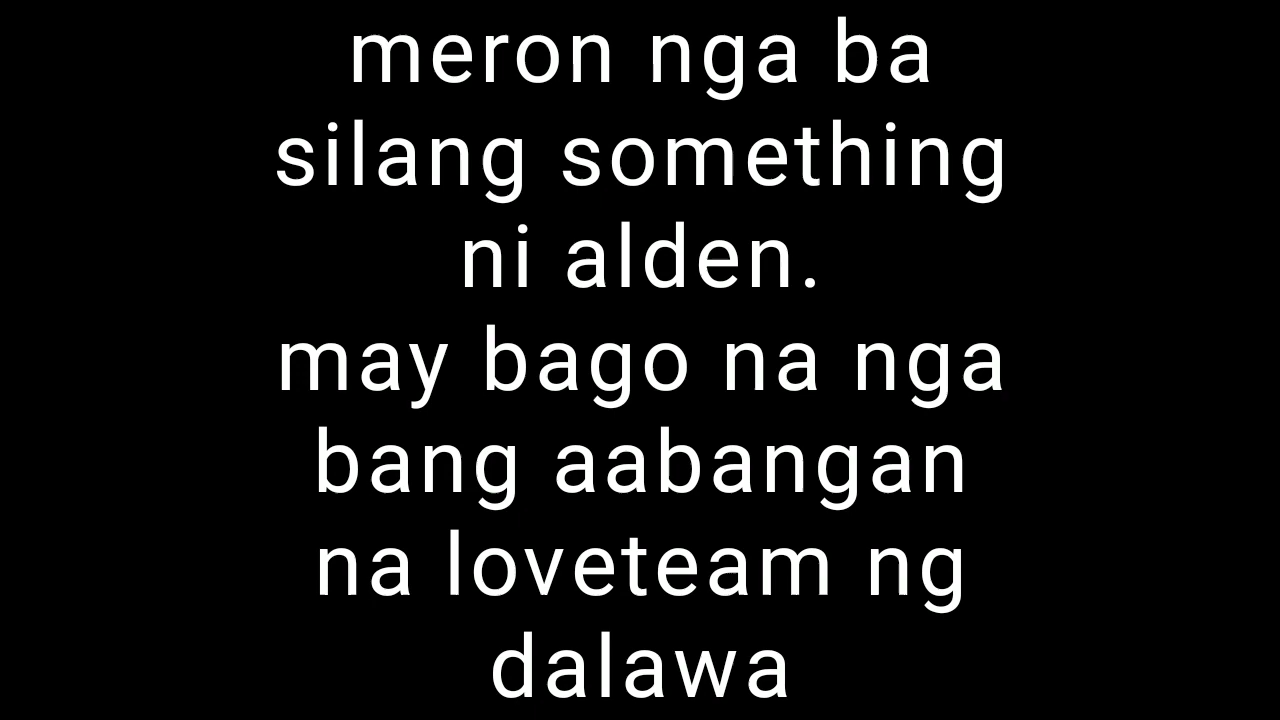 meron nga ba
silang something
ni alden.
may bago na nga
bang aabangan
na loveteam ng
dalawa